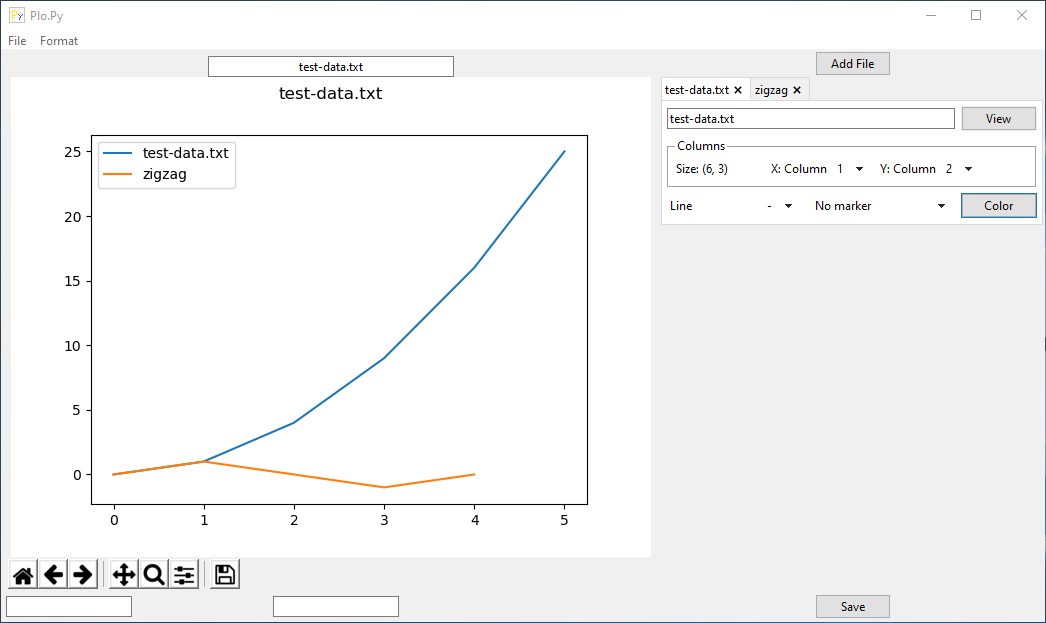 Py Plo.Py
File Format
test-data.txt
Add File
test-data.txt
test-data.txt × zigzag ×
test-data.txt View
Columns
Size: (6, 3) X: Column 1 Y: Column 2
Line - No marker Color
test-data.txt
zigzag
25
20
15
10
5
0
0 1 2 3 4 5
Save